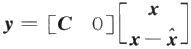 y = [C 0] [x
x − x̂]